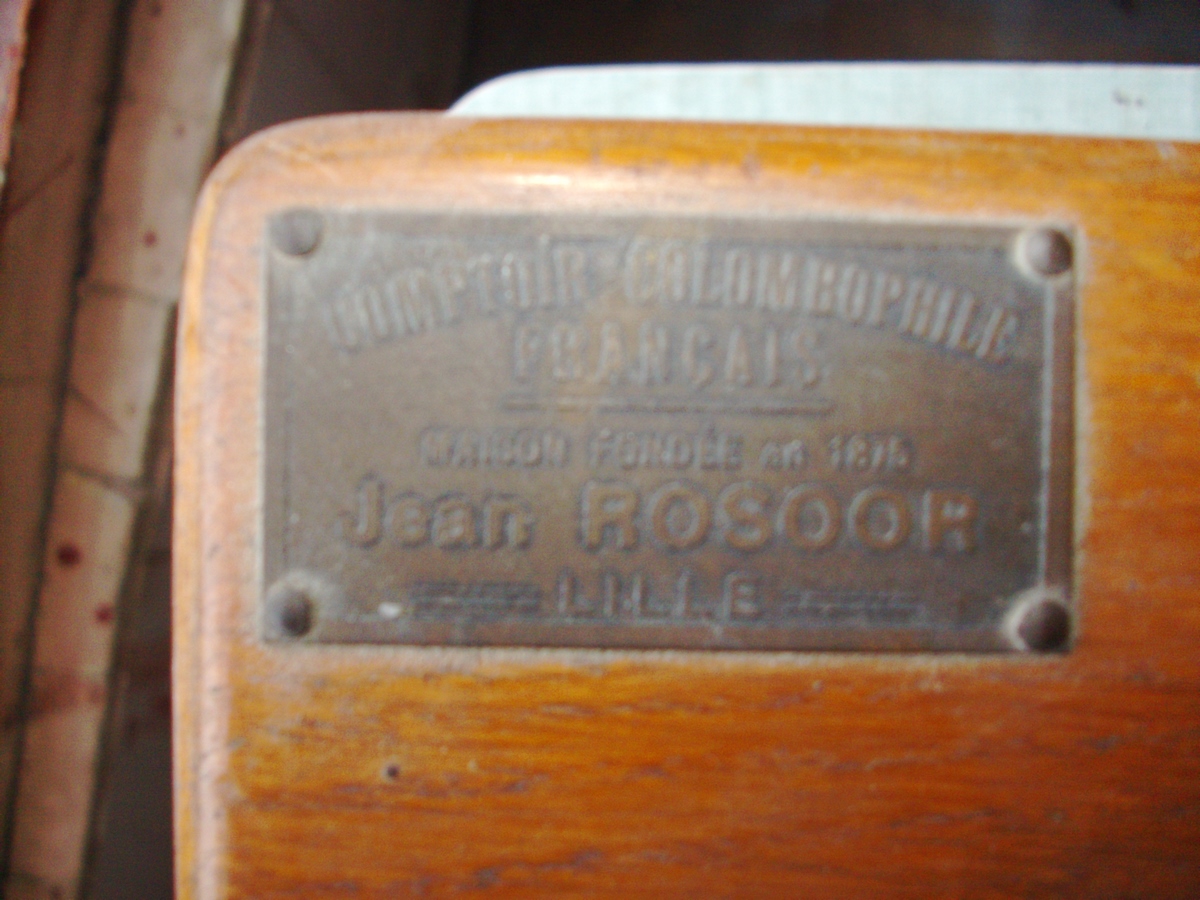 COMPTOIR COLOMBOPHILE
FRANÇAIS
MAISON FONDÉE en 1875
Jean ROSOOR
LILLE